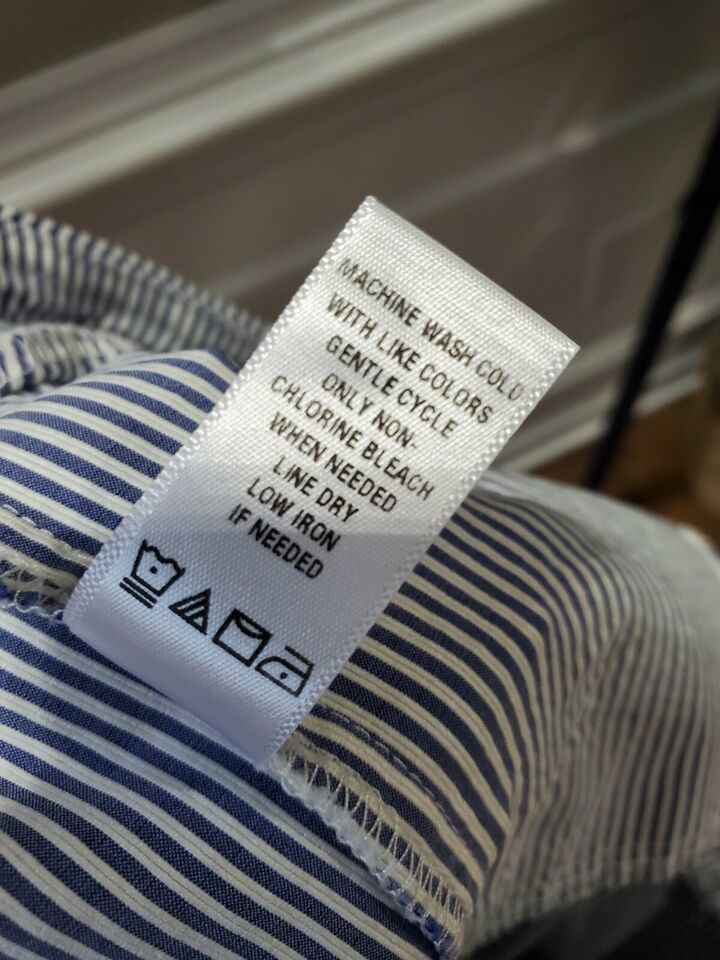 MACHINE WASH COLD
WITH LIKE COLORS
GENTLE CYCLE
ONLY NON-
CHLORINE BLEACH
WHEN NEEDED
LINE DRY
LOW IRON
IF NEEDED